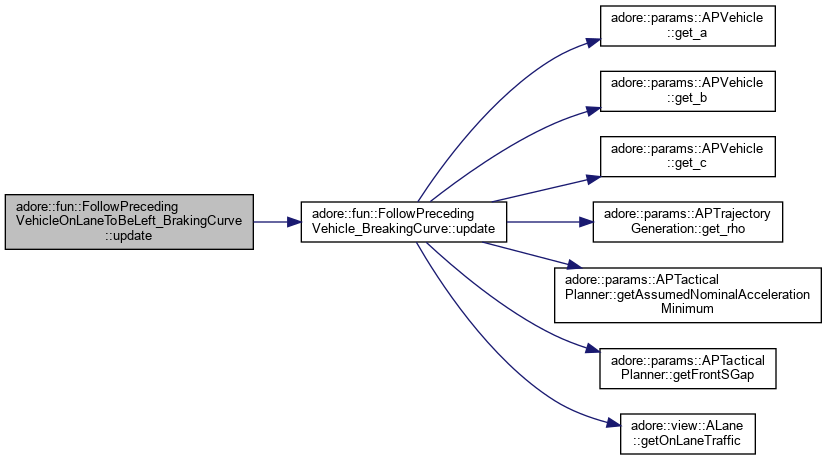 adore::fun::FollowPreceding
VehicleOnLaneToBeLeft_BrakingCurve
::update
adore::fun::FollowPreceding
Vehicle_BreakingCurve::update
adore::params::APVehicle
::get_a
adore::params::APVehicle
::get_b
adore::params::APVehicle
::get_c
adore::params::APTrajectory
Generation::get_rho
adore::params::APTactical
Planner::getAssumedNominalAcceleration
Minimum
adore::params::APTactical
Planner::getFrontSGap
adore::view::ALane
::getOnLaneTraffic